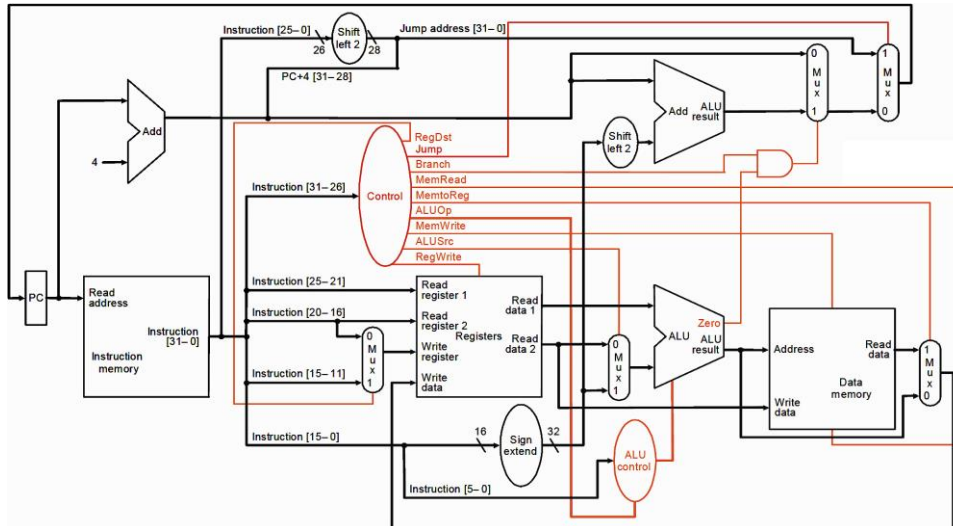 Instruction [25–0]
26
Shift
left 2
28
Jump address [31–0]
PC+4 [31–28]
Add
4
0
M
u
x
1
1
M
u
x
0
Add
ALU
result
Shift
left 2
RegDst
Jump
Branch
MemRead
MemtoReg
ALUOp
MemWrite
ALUSrc
RegWrite
Control
Instruction [31–26]
PC
Read
address
Instruction
[31–0]
Instruction
memory
Instruction [25–21]
Instruction [20–16]
Instruction [15–11]
0
M
u
x
1
Read
register 1
Read
register 2
Write
register
Write
data
Registers
Read
data 1
Read
data 2
0
M
u
x
1
Zero
ALU
ALU
result
Address
Write
data
Read
data
Data
memory
1
M
u
x
0
Instruction [15–0]
16
Sign
extend
32
ALU
control
Instruction [5–0]